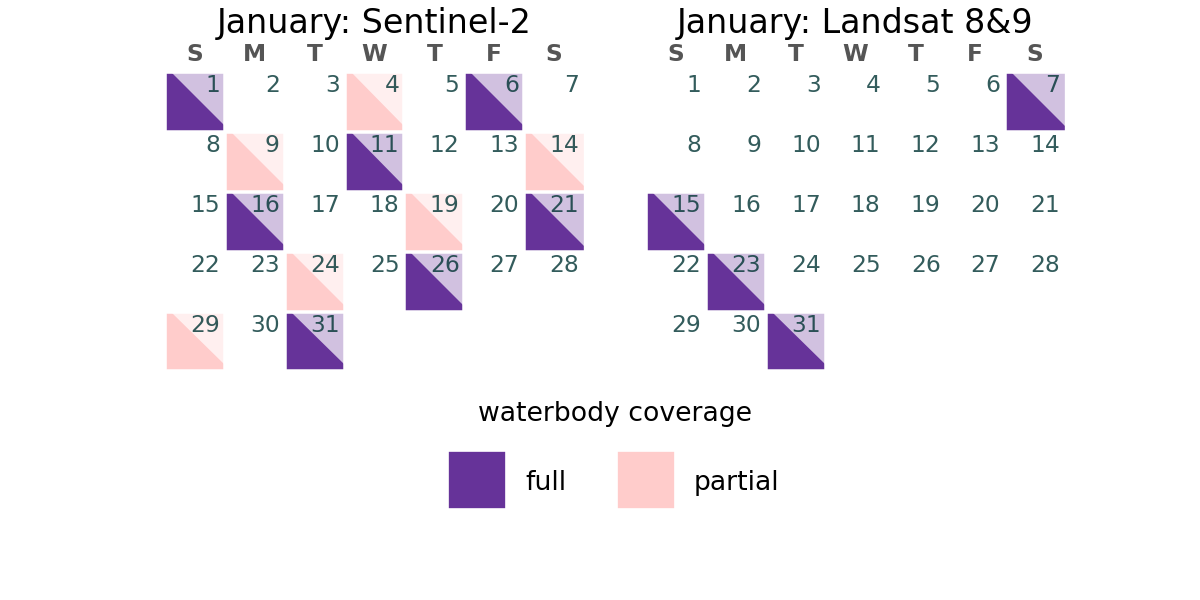 January: Sentinel-2
S M T W T F S
1 2 3 4 5 6 7
8 9 10 11 12 13 14
15 16 17 18 19 20 21
22 23 24 25 26 27 28
29 30 31
January: Landsat 8&9
S M T W T F S
1 2 3 4 5 6 7
8 9 10 11 12 13 14
15 16 17 18 19 20 21
22 23 24 25 26 27 28
29 30 31
waterbody coverage
full partial